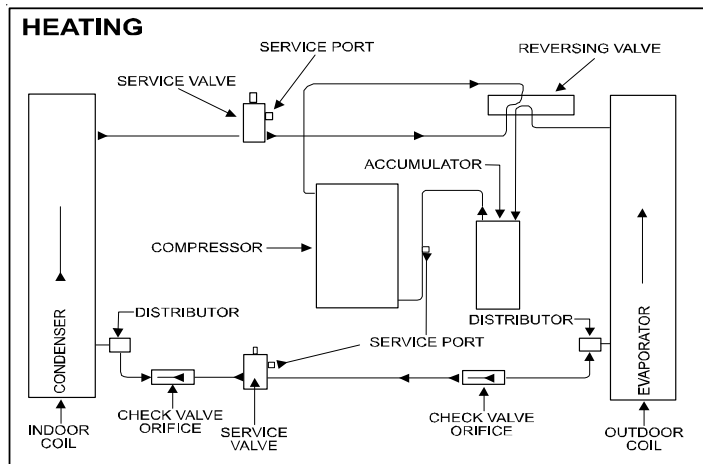 HEATING
SERVICE PORT
REVERSING VALVE
SERVICE VALVE
ACCUMULATOR
COMPRESSOR
CONDENSER
EVAPORATOR
DISTRIBUTOR
DISTRIBUTOR
SERVICE PORT
CHECK VALVE
ORIFICE
SERVICE
VALVE
CHECK VALVE
ORIFICE
INDOOR
COIL
OUTDOOR
COIL